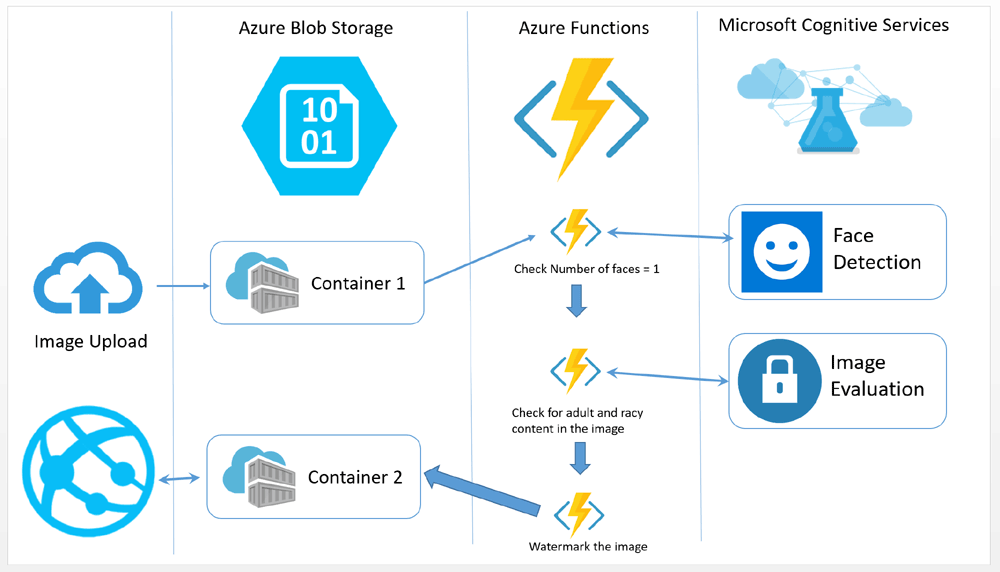 Azure Blob Storage
Azure Functions
Microsoft Cognitive Services
10
01
Image Upload
Container 1
Check Number of faces = 1
Face
Detection
Check for adult and racy
content in the image
Image
Evaluation
Container 2
Watermark the image